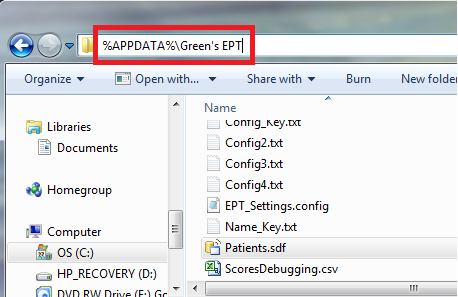 %APPDATA%\Green's EPT
Organize Open with... Share with Burn New folder
Name
Libraries
Documents
Homegroup
Computer
OS (C:)
HP_RECOVERY (D:)
DVD RW Drive (E:) Go
Config_Key.txt
Config2.txt
Config3.txt
Config4.txt
EPT_Settings.config
Name_Key.txt
Patients.sdf
ScoresDebugging.csv